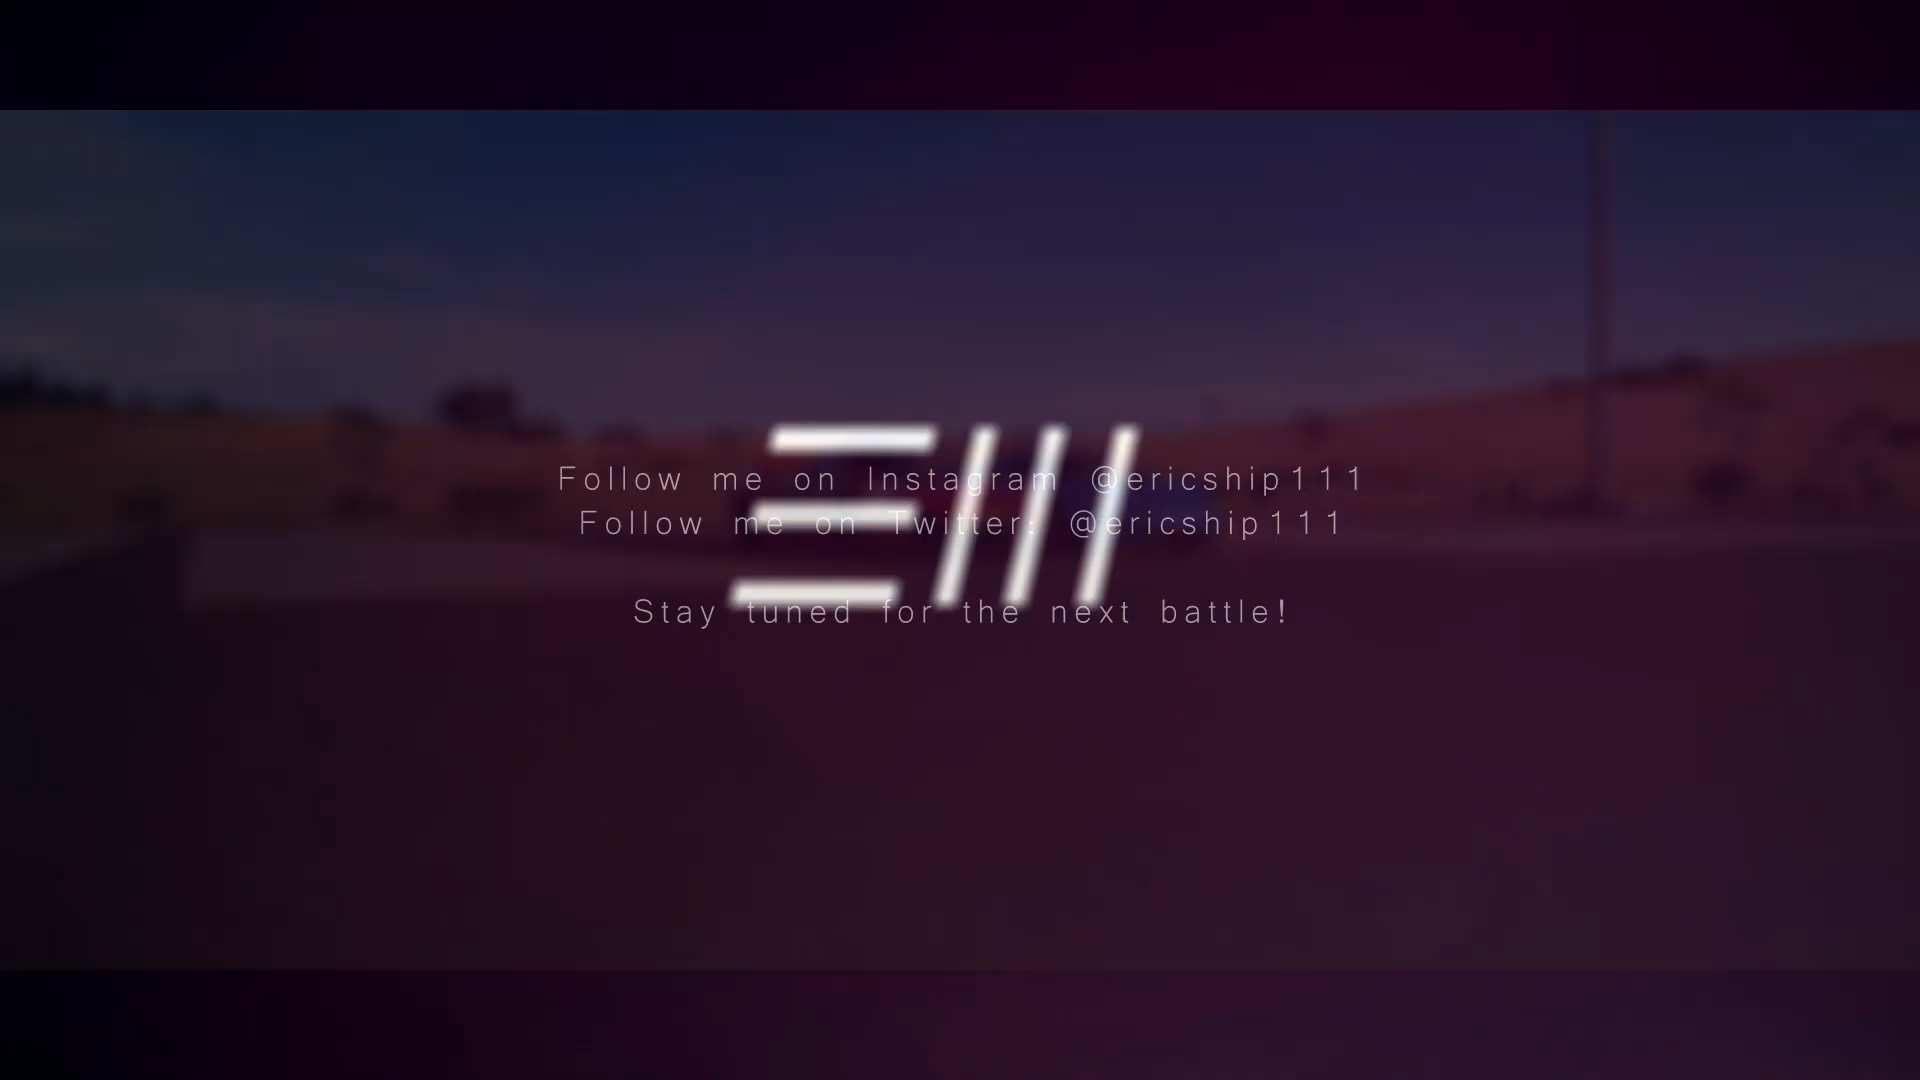 Follow me on Instagram @ericship111
Follow me on Twitter: @ericship111
Stay tuned for the next battle!